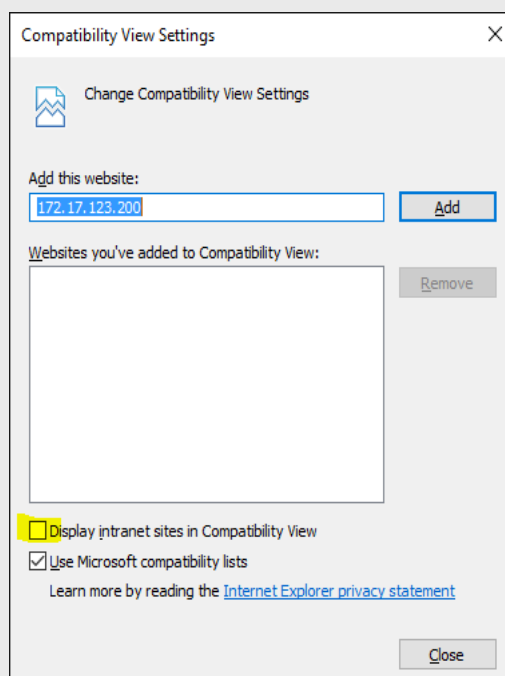 Compatibility View Settings
Change Compatibility View Settings
Add this website:
172.17.123.200
Add
Websites you've added to Compatibility View:
Remove
Display intranet sites in Compatibility View
Use Microsoft compatibility lists
Learn more by reading the Internet Explorer privacy statement
Close